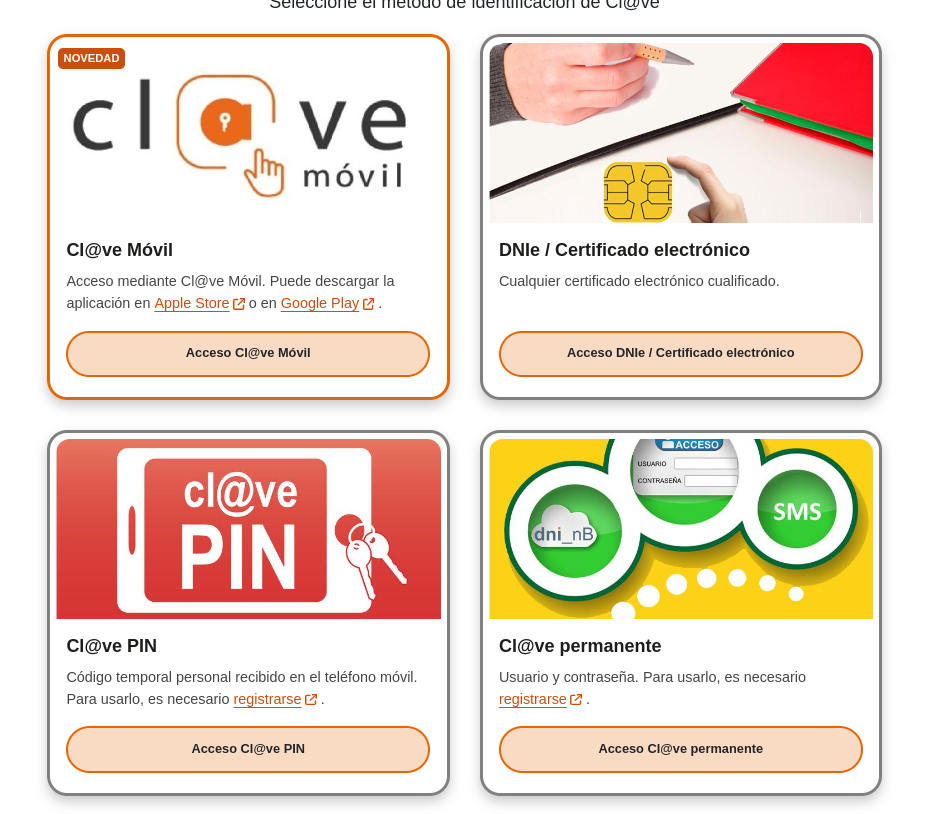 Seleccione el método de identificación de Cl@ve
NOVEDAD
cl@ve
móvil
Cl@ve Móvil
Acceso mediante Cl@ve Móvil. Puede descargar la
aplicación en Apple Store o en Google Play .
Acceso Cl@ve Móvil
DNIe / Certificado electrónico
Cualquier certificado electrónico cualificado.
Acceso DNIe / Certificado electrónico
cl@ve
PIN
Cl@ve PIN
Código temporal personal recibido en el teléfono móvil.
Para usarlo, es necesario registrarse .
Acceso Cl@ve PIN
ACCESO
USUARIO
CONTRASEÑA
dni_nB
SMS
Cl@ve permanente
Usuario y contraseña. Para usarlo, es necesario
registrarse .
Acceso Cl@ve permanente